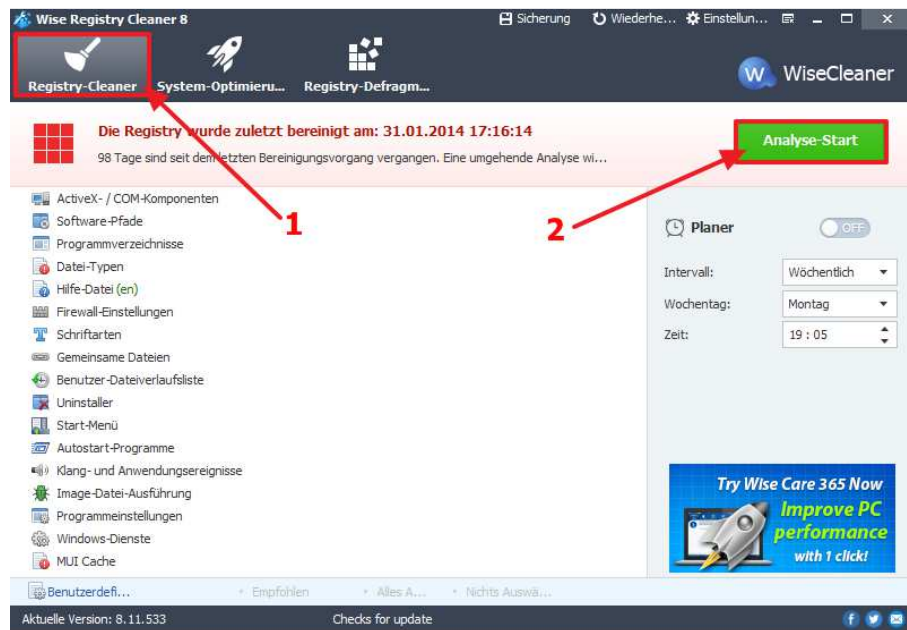 Wise Registry Cleaner 8
Sicherung
Wiederhe...
Einstellun...
Registry-Cleaner
System-Optimieru...
Registry-Defragm...
W
WiseCleaner
Die Registry wurde zuletzt bereinigt am: 31.01.2014 17:16:14
98 Tage sind seit dem letzten Bereinigungsvorgang vergangen. Eine umgehende Analyse wi...
Analyse-Start
1
2
ActiveX- / COM-Komponenten
Software-Pfade
Programmverzeichnisse
Datei-Typen
Hilfe-Datei (en)
Firewall-Einstellungen
Schriftarten
Gemeinsame Dateien
Benutzer-Dateiverlaufsliste
Uninstaller
Start-Menü
Autostart-Programme
Klang- und Anwendungsereignisse
Image-Datei-Ausführung
Programmeinstellungen
Windows-Dienste
MUI Cache
Planer
OFF
Intervall: Wöchentlich
Wochentag: Montag
Zeit: 19 : 05
Try Wise Care 365 Now
Improve PC
performance
with 1 click!
Benutzerdefi...
Empfohlen
Alles A...
Nichts Auswä...
Aktuelle Version: 8.11.533
Checks for update